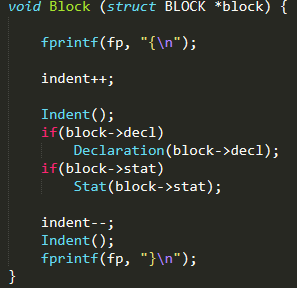 void Block (struct BLOCK *block) {
fprintf(fp, "{\n");
indent++;
Indent();
if(block->decl)
Declaration(block->decl);
if(block->stat)
Stat(block->stat);
indent--;
Indent();
fprintf(fp, "}\n");
}